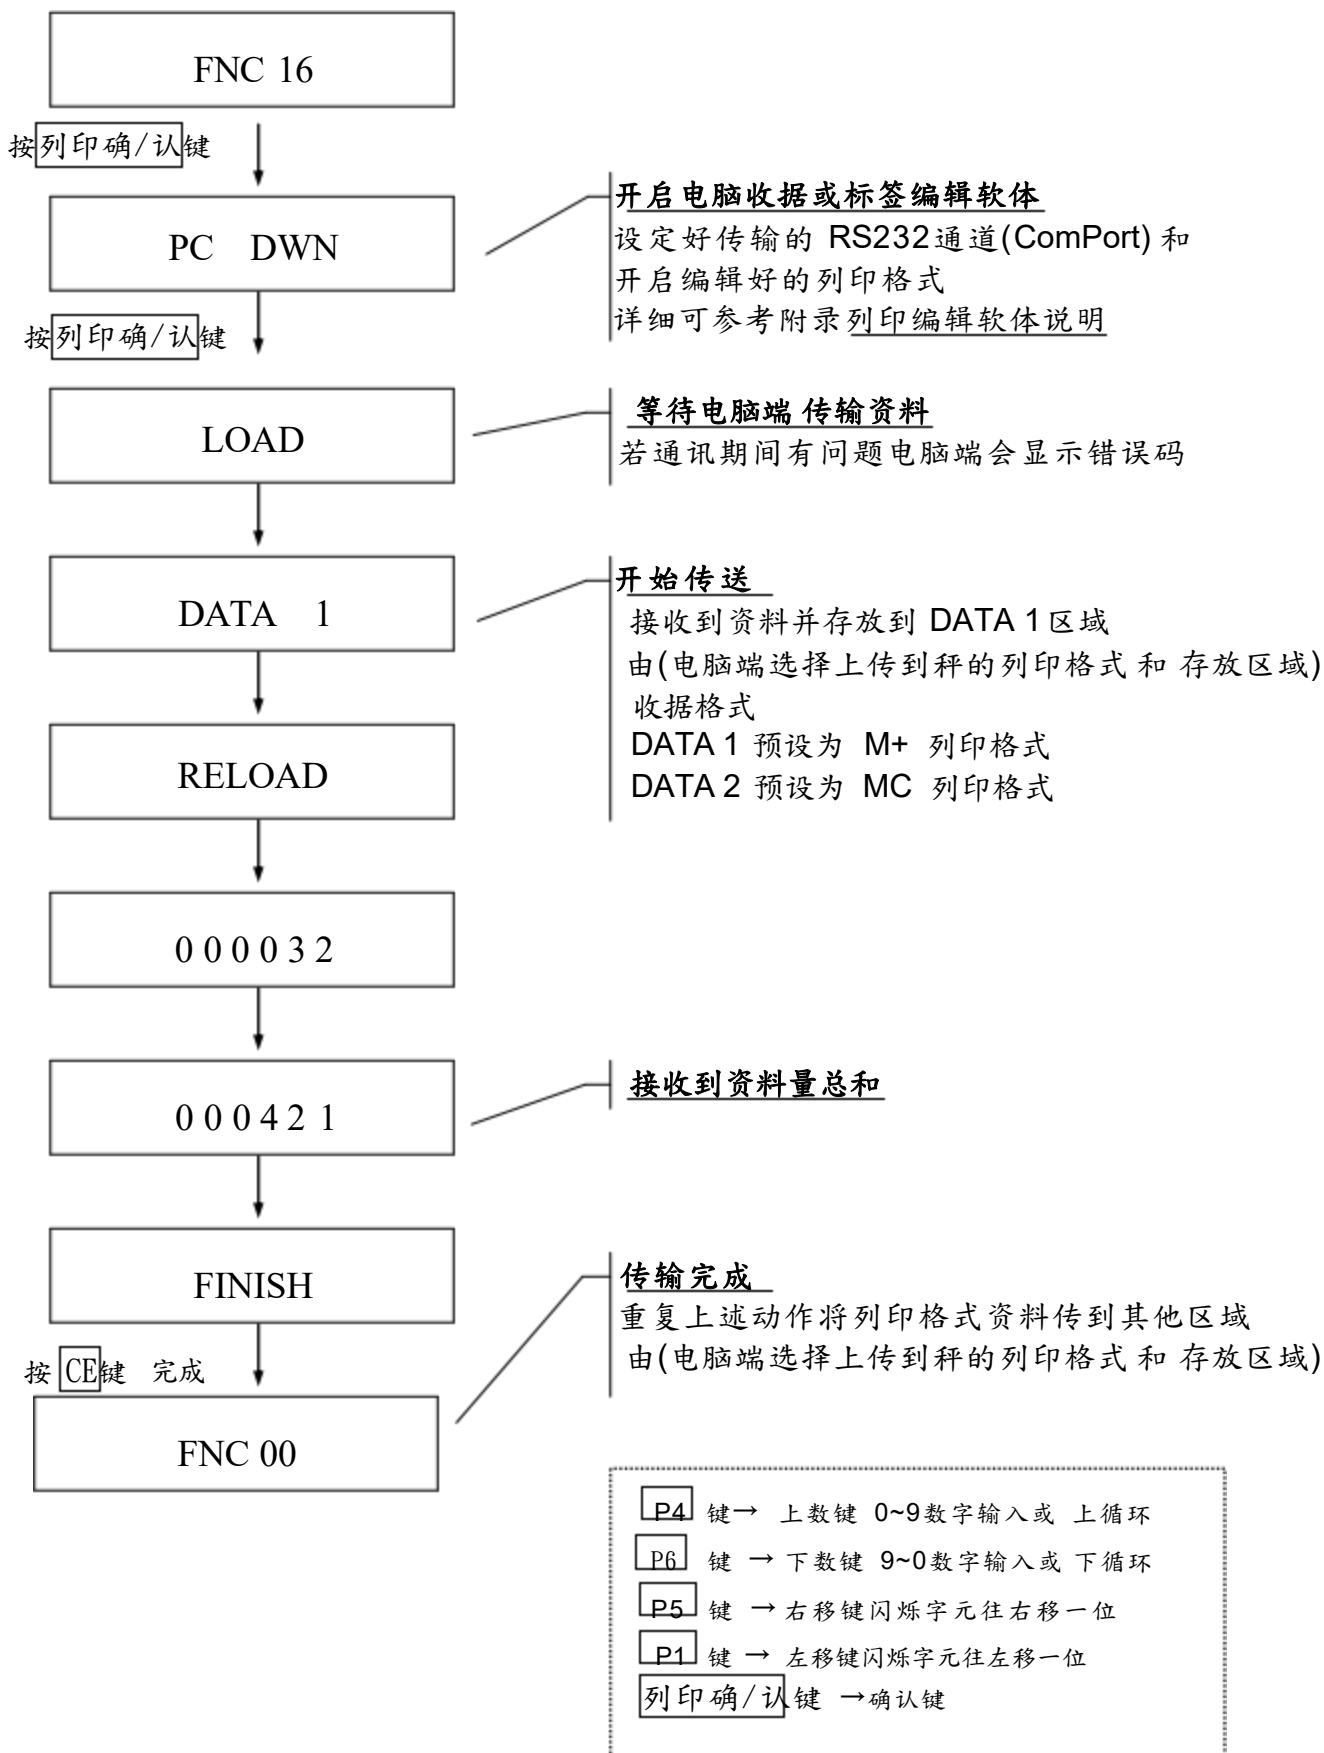 FNC 16
按列印确/认键
开启电脑收据或标签编辑软体
设定好传输的 RS232通道(ComPort) 和
PC DWN
开启编辑好的列印格式
详细可参考附录列印编辑软体说明
按列印确/认键
等待电脑端 传输资料
LOAD
若通讯期间有问题电脑端会显示错误码
开始传送
DATA 1
接收到资料并存放到 DATA 1区域
由(电脑端选择上传到秤的列印格式 和 存放区域)
收据格式
DATA 1 预设为 M+ 列印格式
RELOAD
DATA 2 预设为 MC 列印格式
000032
接收到资料量总和
000421
传输完成
FINISH
重复上述动作将列印格式资料传到其他区域
由(电脑端选择上传到秤的列印格式 和 存放区域)
按 CE键 完成
FNC 00
P4 键→ 上数键 0~9数字输入或 上循环
P6 键 → 下数键 9~0数字输入或 下循环
P5 键 → 右移键闪烁字元往右移一位
P1 键 → 左移键闪烁字元往左移一位
列印确/认键 →确认键